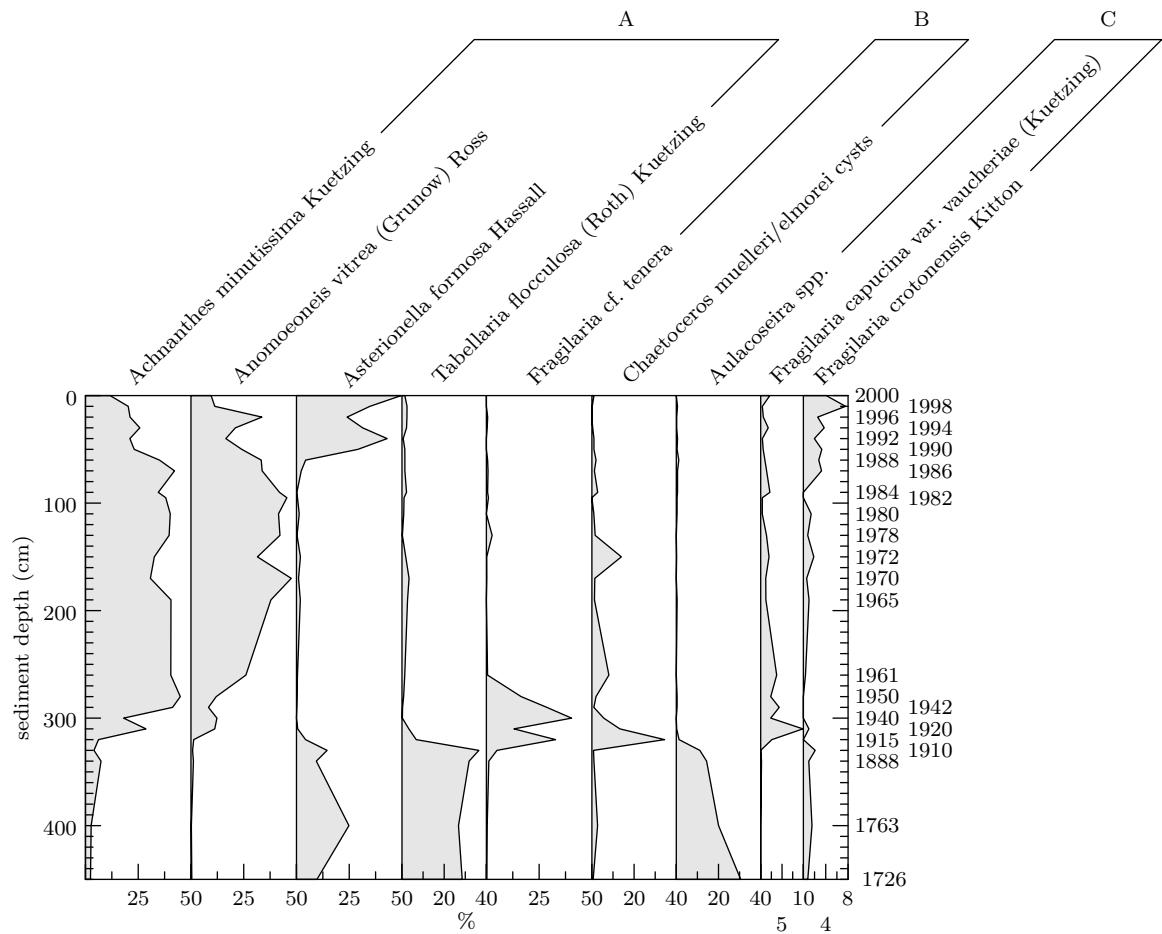 A B C
Achnanthes minutissima Kuetzing
Anomoeoneis vitrea (Grunow) Ross
Asterionella formosa Hassall
Tabellaria flocculosa (Roth) Kuetzing
Fragilaria cf. tenera
Chaetoceros muelleri/elmorei cysts
Aulacoseira spp.
Fragilaria capucina var. vaucheriae (Kuetzing)
Fragilaria crotonensis Kitton
sediment depth (cm)
0 2000
1998
1996
1994
1992
1990
1988
1986
1984 1982
100
1980
1978
1972
1970
200 1965
1961
1950
1942
300 1940
1920
1915
1910
1888
400 1763
1726
25 50 25 50 25 50 20 40 25 50 20 40 20 40 10 8
% 5 4